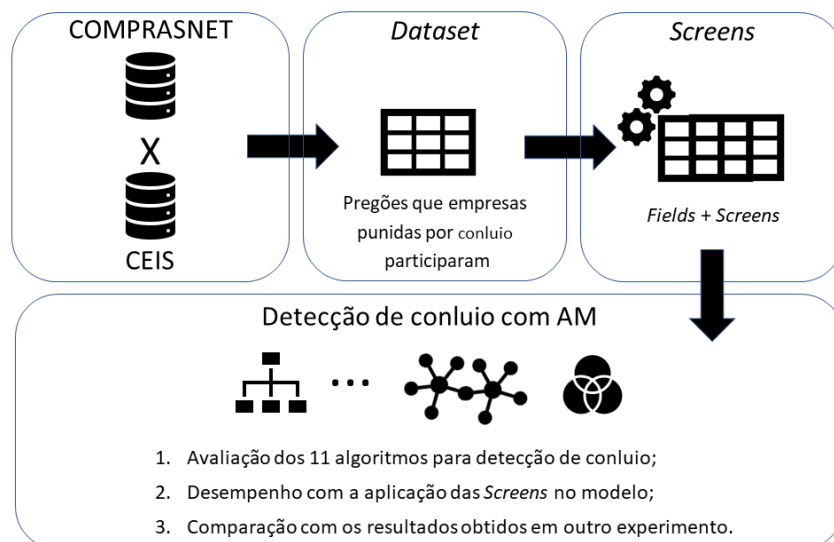 COMPRASNET
X
CEIS
Dataset
Pregões que empresas
punidas por conluio
participaram
Screens
Fields + Screens
Detecção de conluio com AM
...
1. Avaliação dos 11 algoritmos para detecção de conluio;
2. Desempenho com a aplicação das Screens no modelo;
3. Comparação com os resultados obtidos em outro experimento.